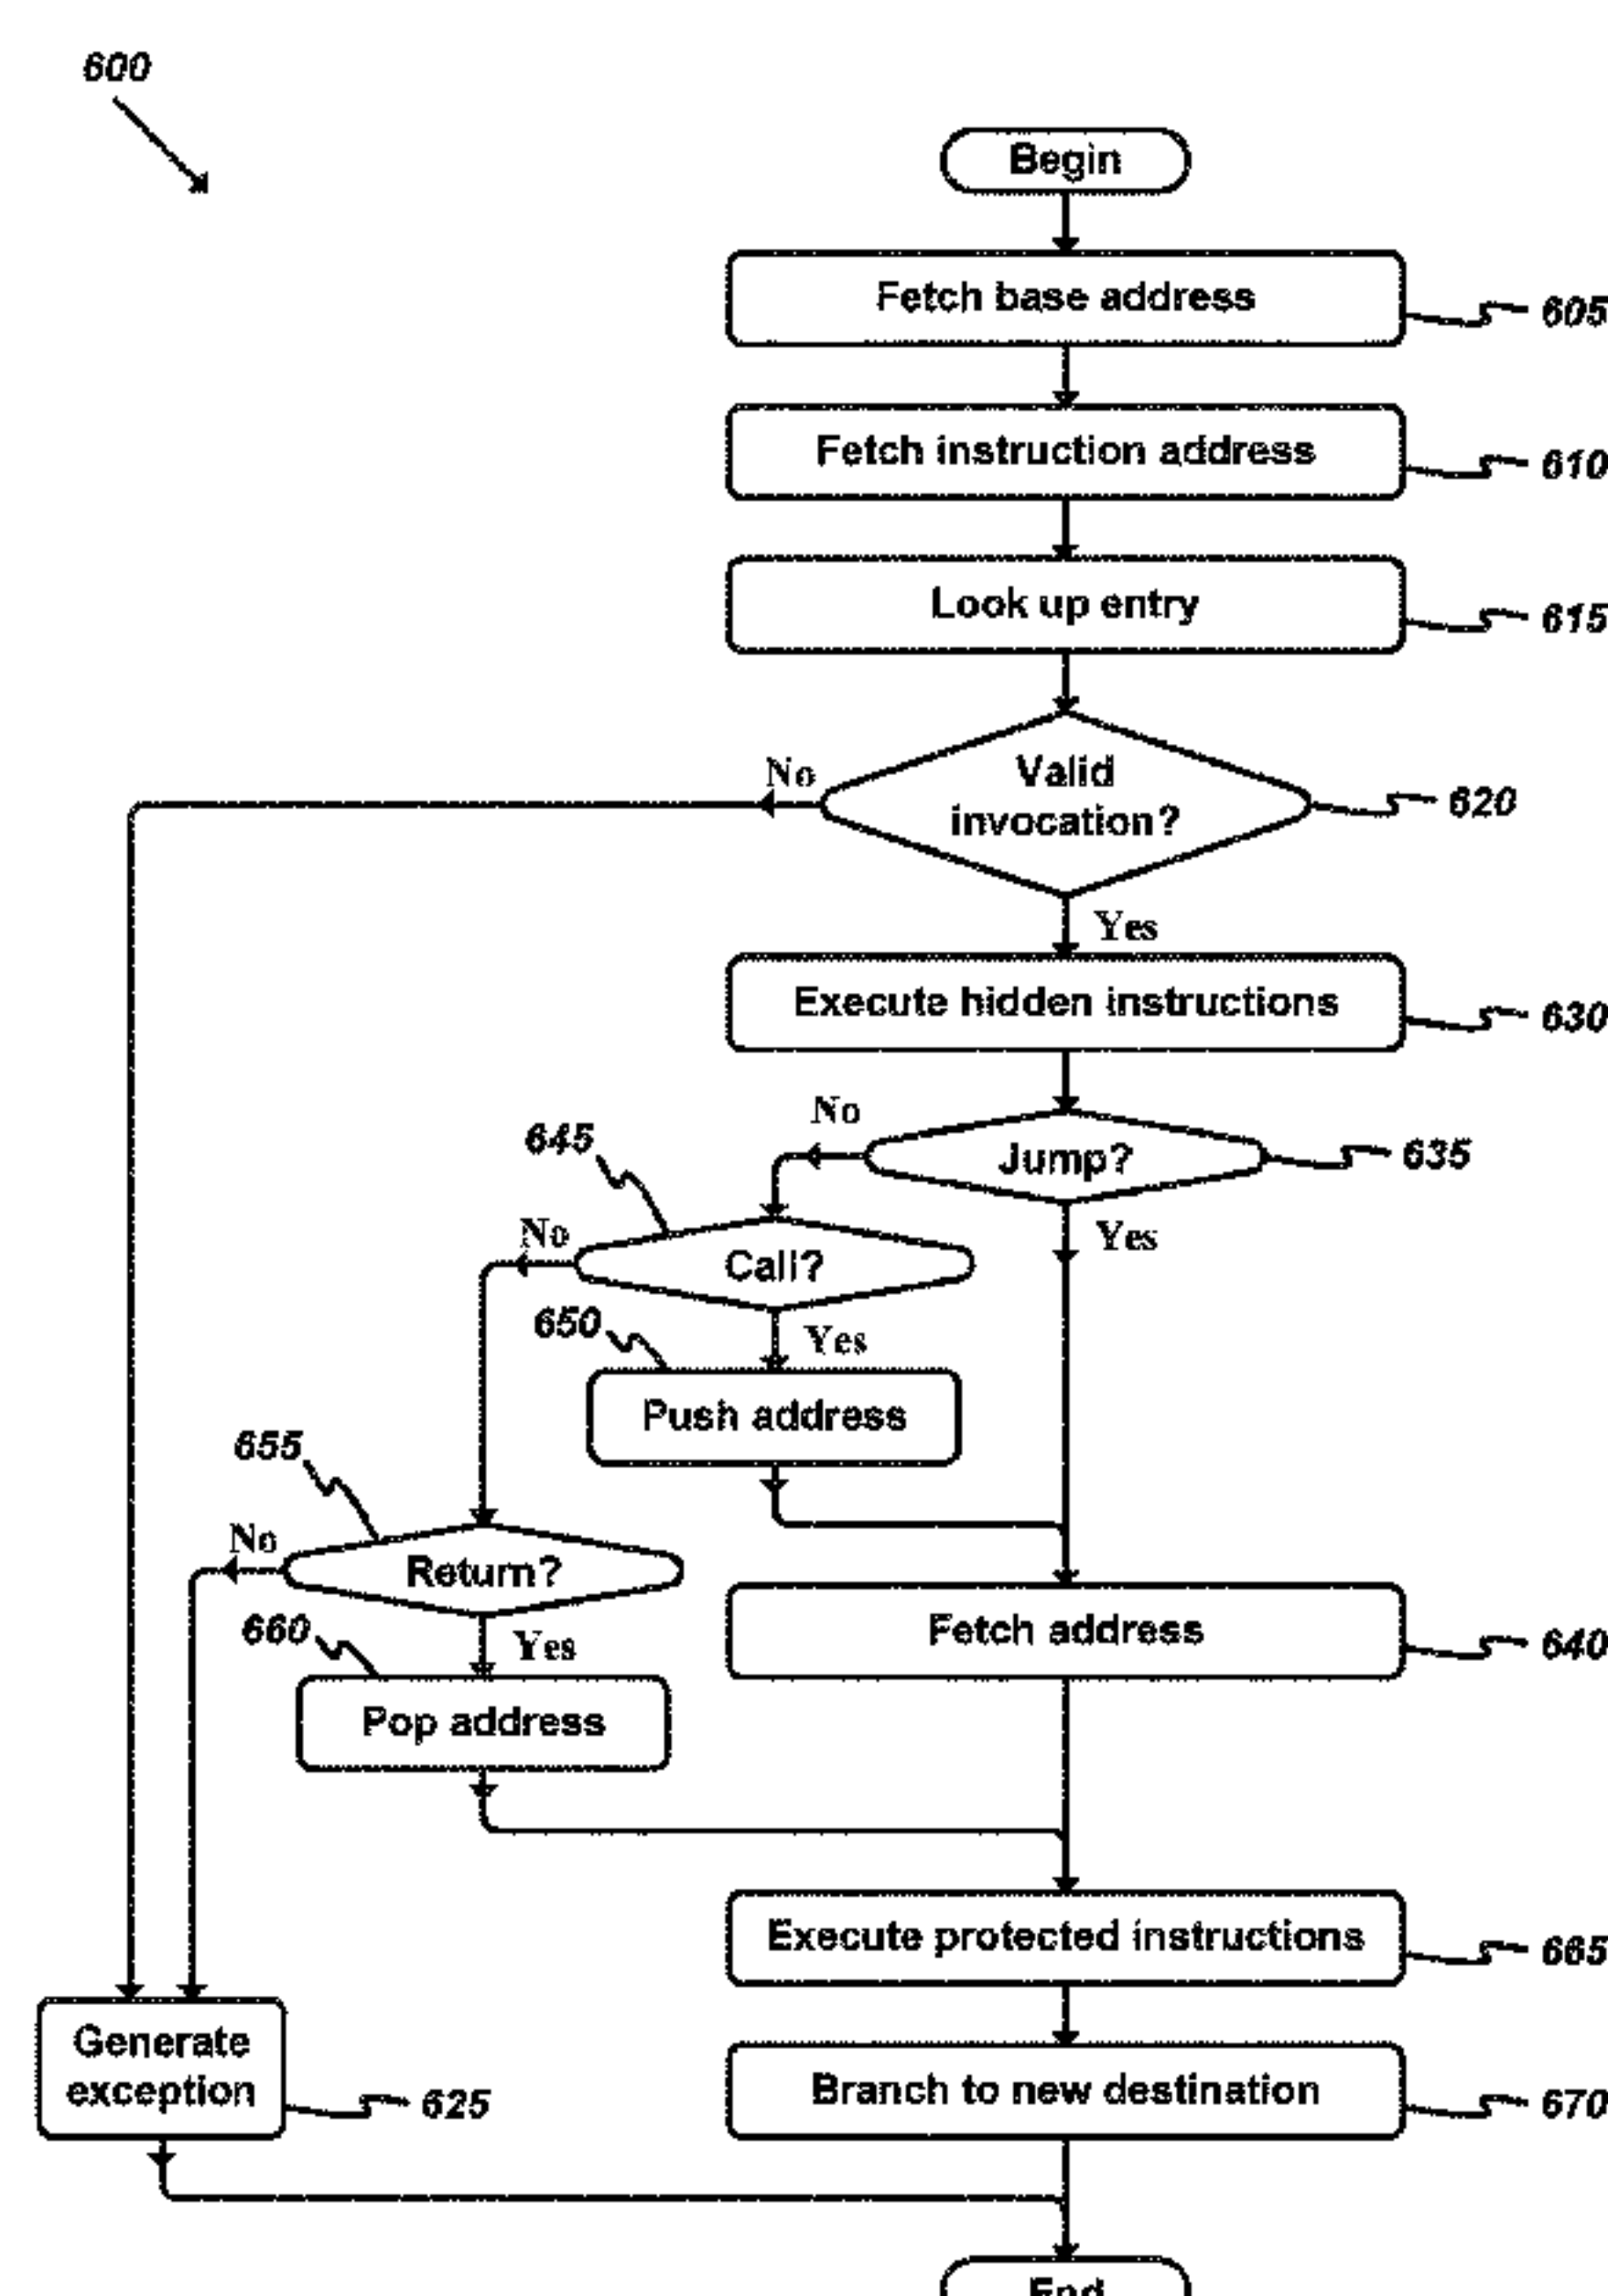 600
Begin
Fetch base address
605
Fetch instruction address
610
Look up entry
615
No
Valid
invocation?
620
Yes
Execute hidden instructions
630
No
645
Jump?
635
No
Yes
Call?
650
Yes
Push address
655
No
Return?
660
Yes
Fetch address
640
Pop address
Execute protected instructions
665
Generate
exception
625
Branch to new destination
670
End